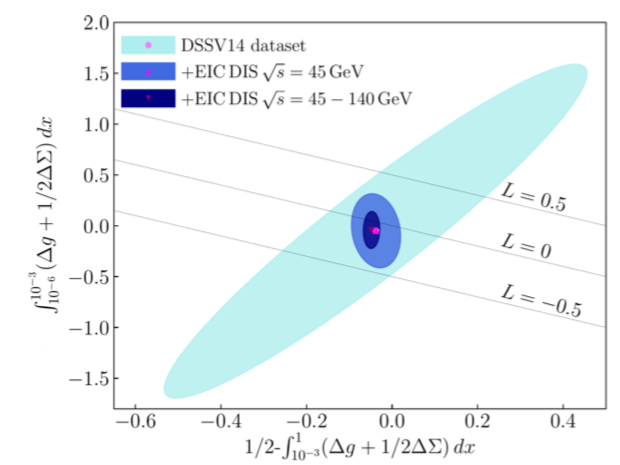 2.0
1.5
1.0
0.5
0.0
−0.5
−1.0
−1.5
∫_{10⁻⁶}^{10⁻³}(Δg + 1/2ΔΣ) dx
DSSV14 dataset
+EIC DIS √s = 45 GeV
+EIC DIS √s = 45 − 140 GeV
L = 0.5
L = 0
L = −0.5
−0.6 −0.4 −0.2 0.0 0.2 0.4
1/2-∫_{10⁻³}^{1}(Δg + 1/2ΔΣ) dx